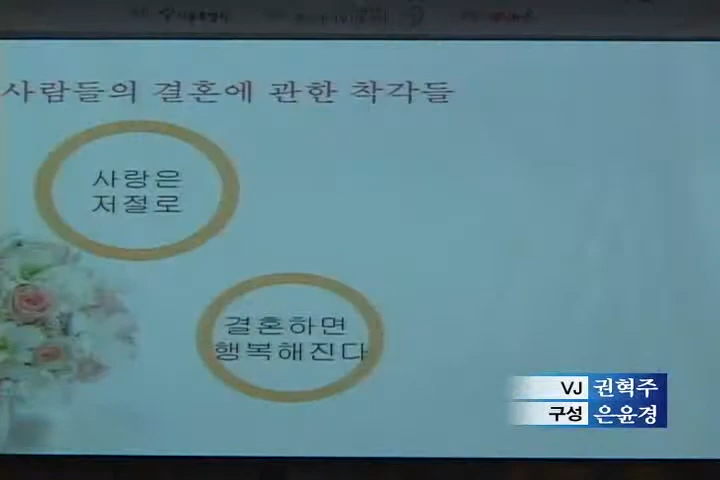 사람들의 결혼에 관한 착각들
사랑은
저절로
결혼하면
행복해진다
VJ 권혁주
구성 은윤경